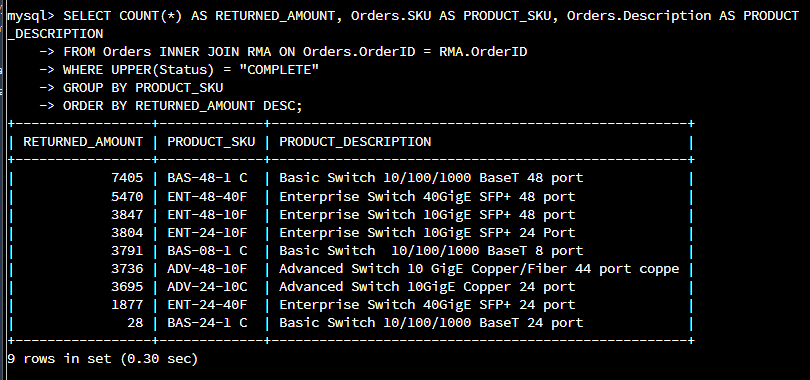 mysql> SELECT COUNT(*) AS RETURNED_AMOUNT, Orders.SKU AS PRODUCT_SKU, Orders.Description AS PRODUCT
_DESCRIPTION
    -> FROM Orders INNER JOIN RMA ON Orders.OrderID = RMA.OrderID
    -> WHERE UPPER(Status) = "COMPLETE"
    -> GROUP BY PRODUCT_SKU
    -> ORDER BY RETURNED_AMOUNT DESC;
+-----------------+-------------+----------------------------------------------------+
| RETURNED_AMOUNT | PRODUCT_SKU | PRODUCT_DESCRIPTION                                |
+-----------------+-------------+----------------------------------------------------+
|            7405 | BAS-48-1 C  | Basic Switch 10/100/1000 BaseT 48 port             |
|            5470 | ENT-48-40F  | Enterprise Switch 40GigE SFP+ 48 port              |
|            3847 | ENT-48-10F  | Enterprise Switch 10GigE SFP+ 48 port              |
|            3804 | ENT-24-10F  | Enterprise Switch 10GigE SFP+ 24 Port              |
|            3791 | BAS-08-1 C  | Basic Switch  10/100/1000 BaseT 8 port             |
|            3736 | ADV-48-10F  | Advanced Switch 10 GigE Copper/Fiber 44 port coppe |
|            3695 | ADV-24-10C  | Advanced Switch 10GigE Copper 24 port              |
|            1877 | ENT-24-40F  | Enterprise Switch 40GigE SFP+ 24 port              |
|              28 | BAS-24-1 C  | Basic Switch 10/100/1000 BaseT 24 port             |
+-----------------+-------------+----------------------------------------------------+
9 rows in set (0.30 sec)